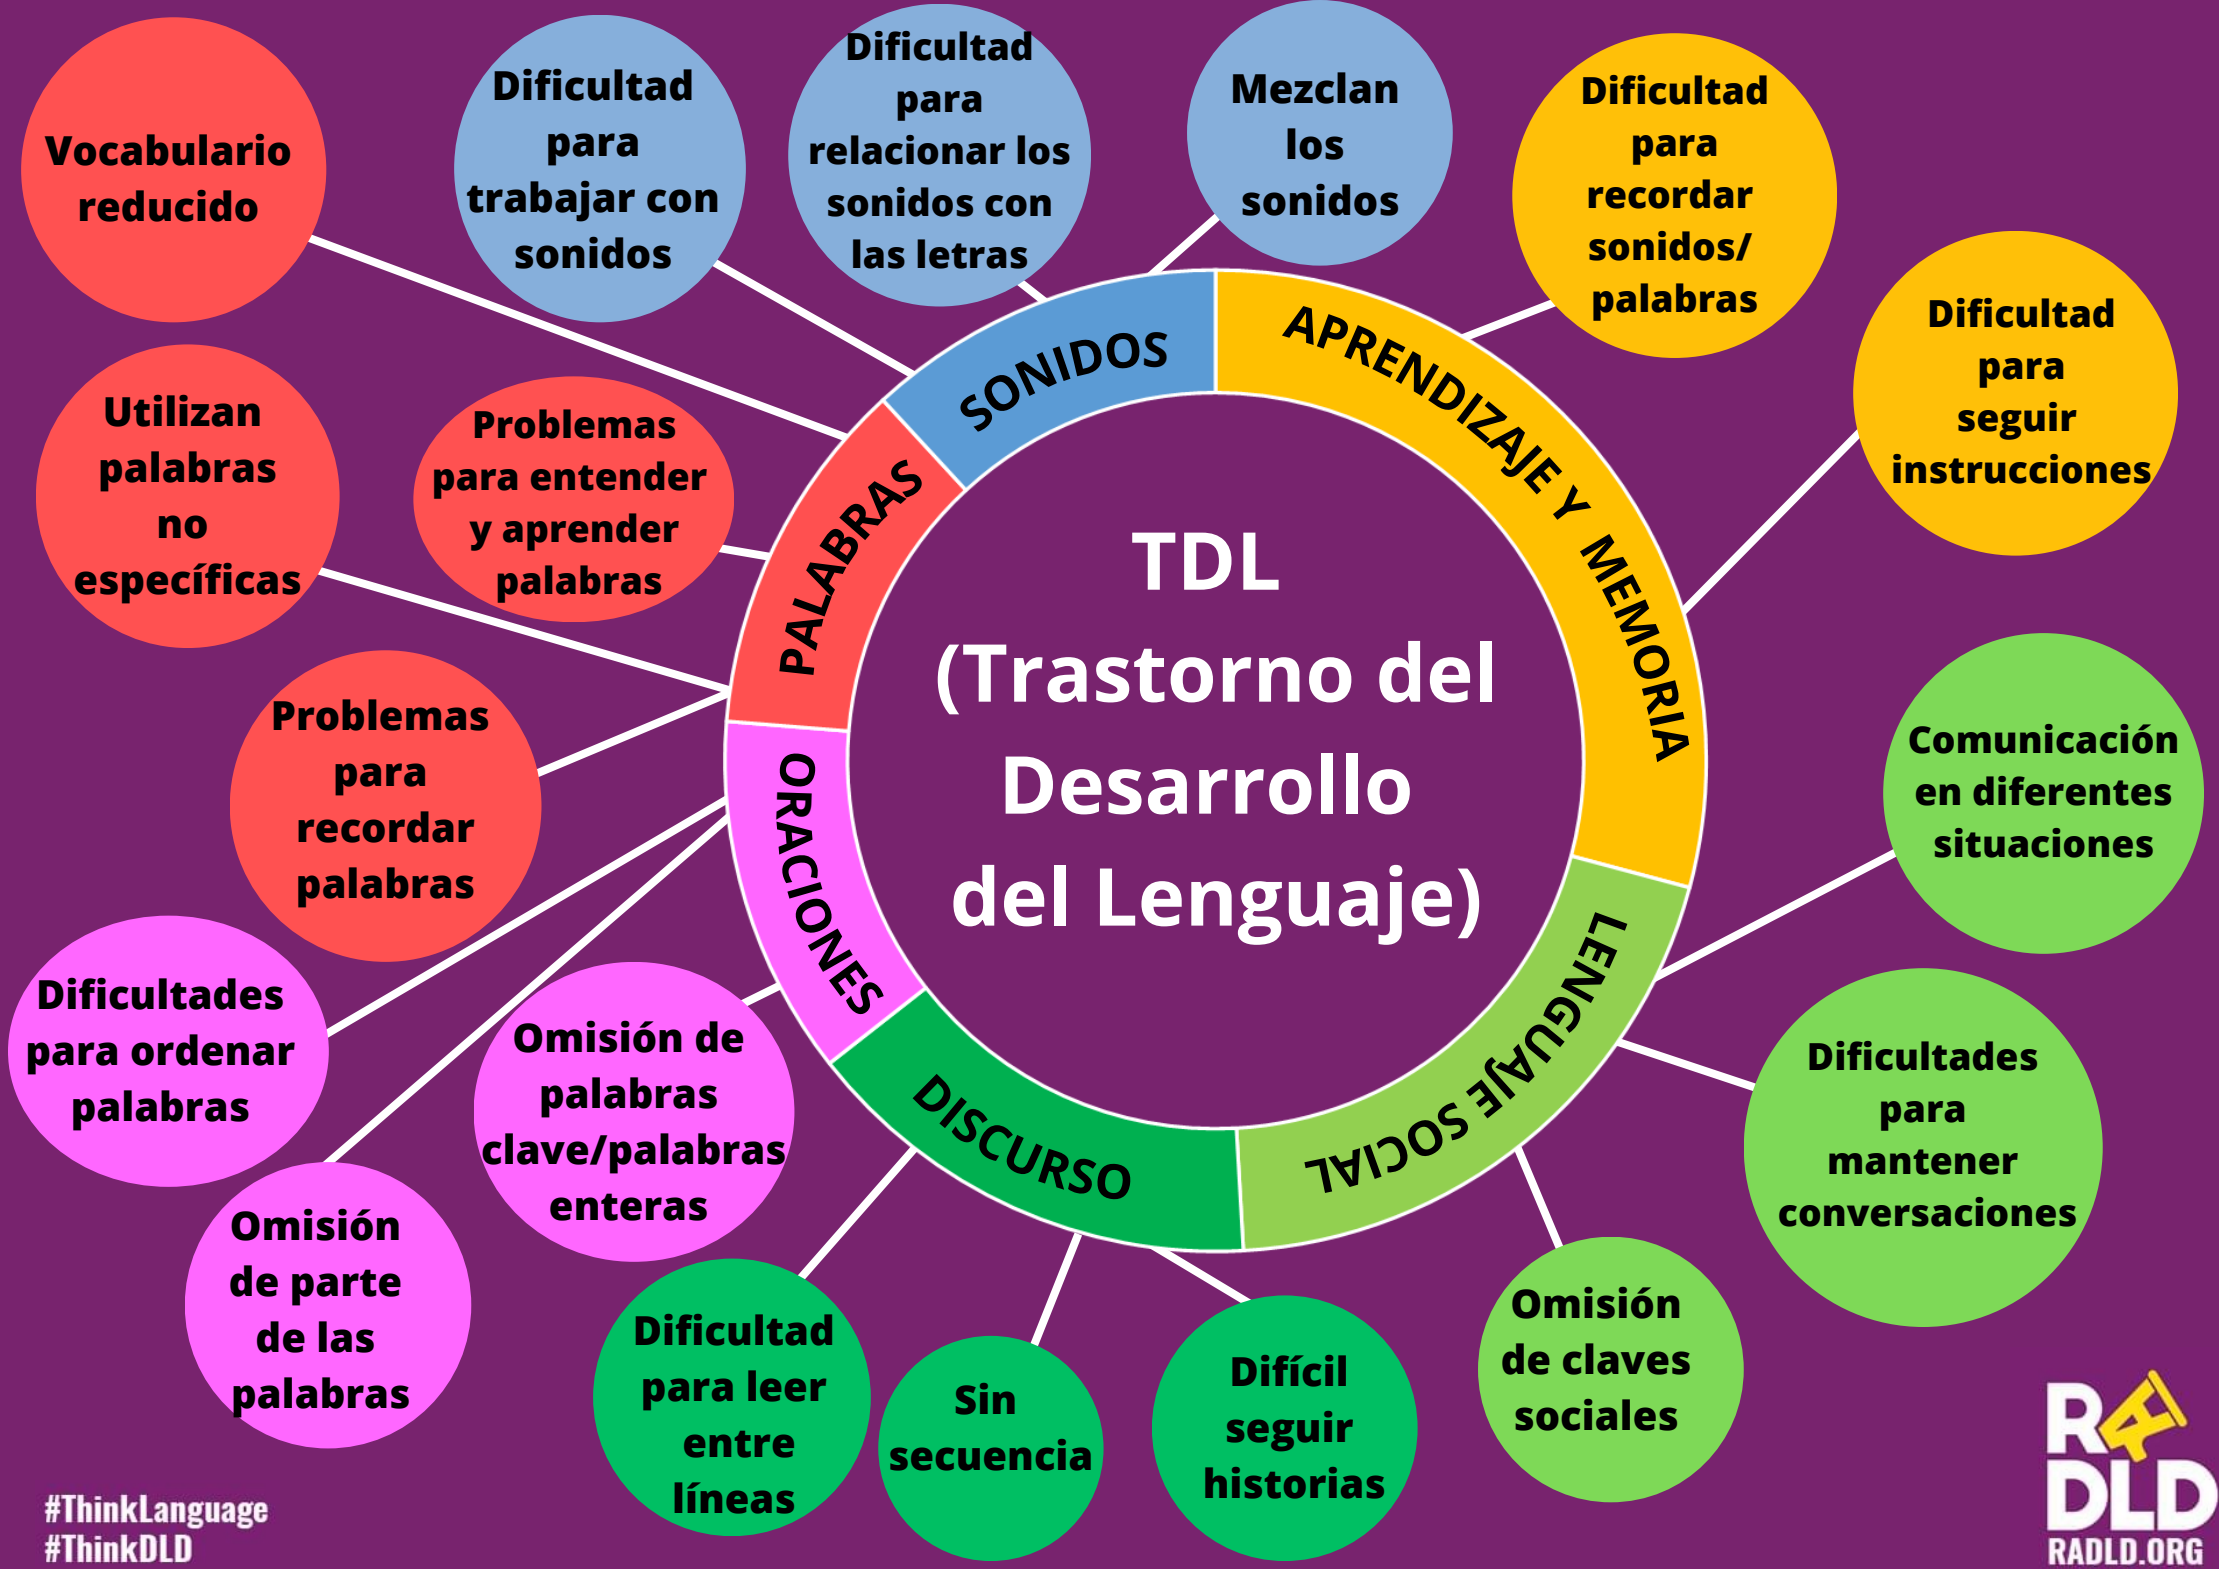 TDL
(Trastorno del
Desarrollo
del Lenguaje)
SONIDOS
Dificultad
para
trabajar con
sonidos
Dificultad
para
relacionar los
sonidos con
las letras
Mezclan
los
sonidos
APRENDIZAJE Y MEMORIA
Dificultad
para
recordar
sonidos/
palabras
Dificultad
para
seguir
instrucciones
LENGUAJE SOCIAL
Comunicación
en diferentes
situaciones
Dificultades
para
mantener
conversaciones
Omisión
de claves
sociales
DISCURSO
Difícil
seguir
historias
Sin
secuencia
Dificultad
para leer
entre
líneas
ORACIONES
Omisión de
palabras
clave/palabras
enteras
Omisión
de parte
de las
palabras
Dificultades
para ordenar
palabras
PALABRAS
Problemas
para
recordar
palabras
Utilizan
palabras
no
específicas
Problemas
para entender
y aprender
palabras
Vocabulario
reducido
#ThinkLanguage
#ThinkDLD
RADLD
RADLD.ORG